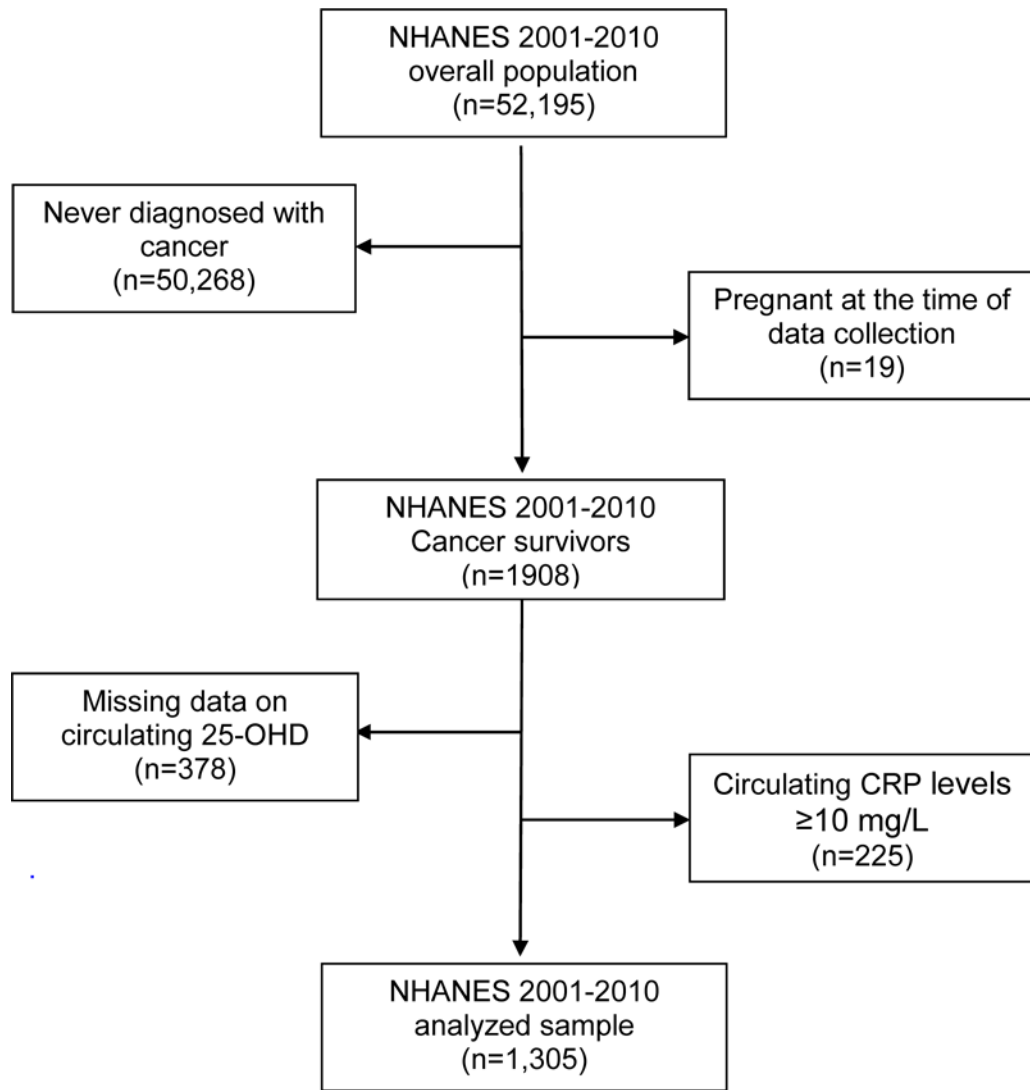 NHANES 2001-2010
overall population
(n=52,195)
Never diagnosed with
cancer
(n=50,268)
Pregnant at the time of
data collection
(n=19)
NHANES 2001-2010
Cancer survivors
(n=1908)
Missing data on
circulating 25-OHD
(n=378)
Circulating CRP levels
≥10 mg/L
(n=225)
NHANES 2001-2010
analyzed sample
(n=1,305)